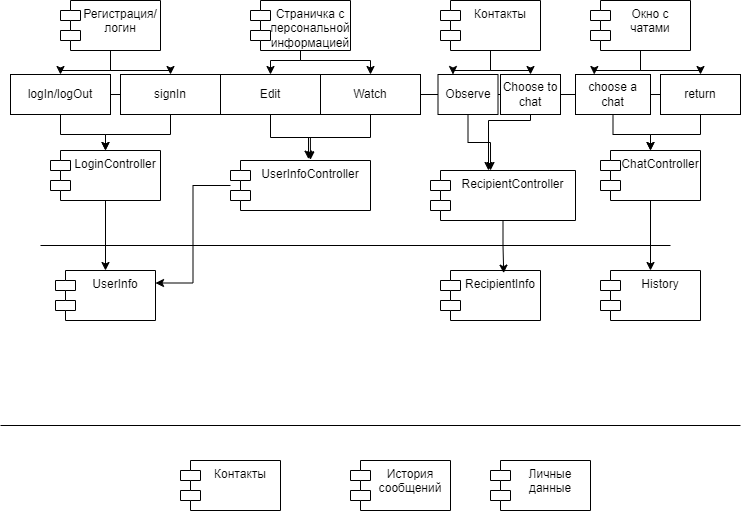 Регистрация/
логин
Страничка с
персональной
информацией
Контакты
Окно с
чатами
logIn/logOut
signIn
Edit
Watch
Observe
Choose to
chat
choose a
chat
return
LoginController
UserInfoController
RecipientController
ChatController
UserInfo
RecipientInfo
History
Контакты
История
сообщений
Личные
данные